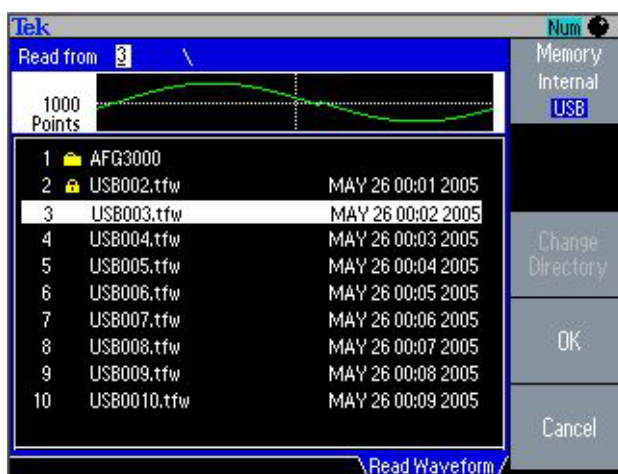 Tek
Num
Read from 3 \
Memory
Internal
USB
1000
Points
1 AFG3000
2 USB002.tfw MAY 26 00:01 2005
3 USB003.tfw MAY 26 00:02 2005
4 USB004.tfw MAY 26 00:03 2005
5 USB005.tfw MAY 26 00:04 2005
6 USB006.tfw MAY 26 00:05 2005
7 USB007.tfw MAY 26 00:06 2005
8 USB008.tfw MAY 26 00:07 2005
9 USB009.tfw MAY 26 00:08 2005
10 USB0010.tfw MAY 26 00:09 2005
Change
Directory
OK
Cancel
Read Waveform